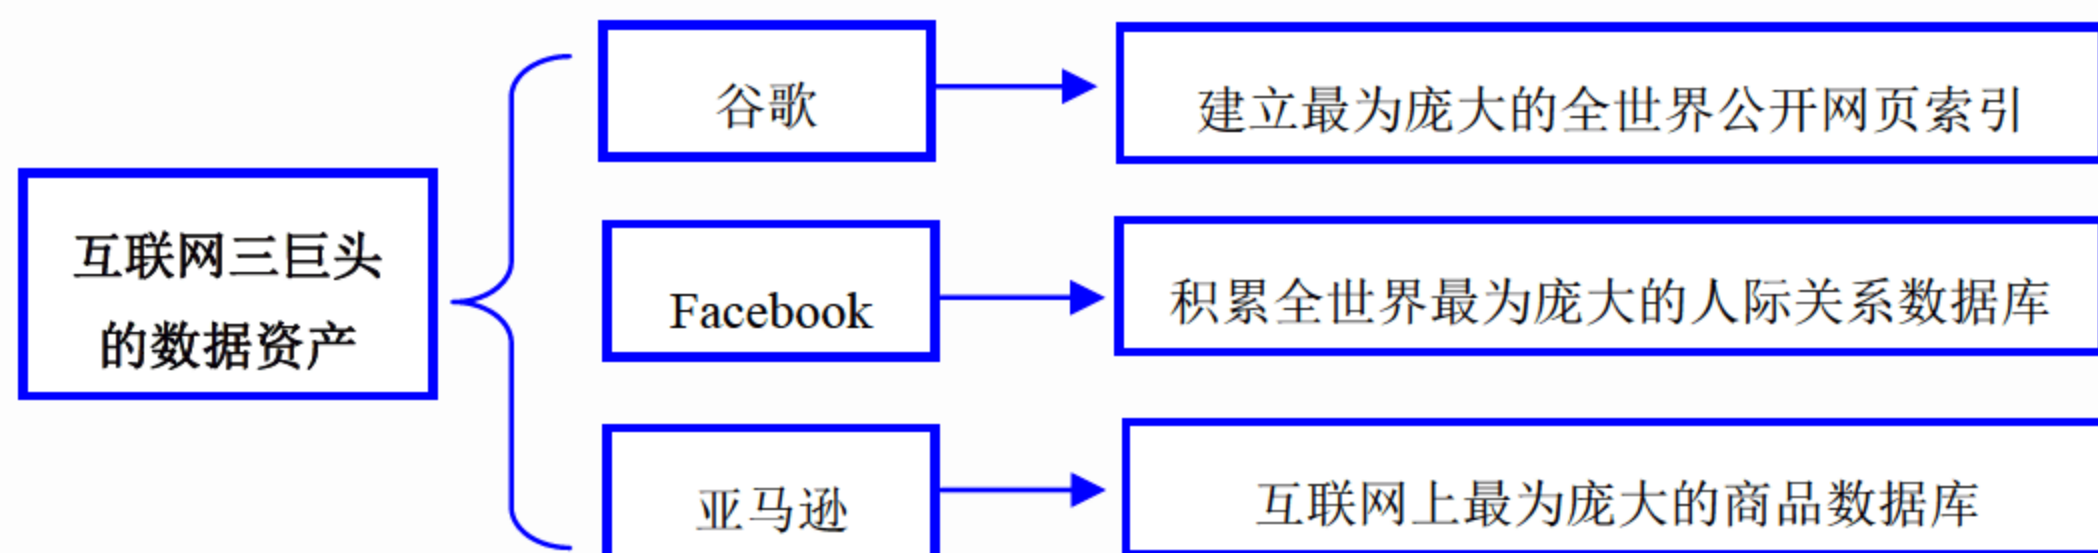 谷歌
建立最为庞大的全世界公开网页索引
互联网三巨头
的数据资产
Facebook
积累全世界最为庞大的人际关系数据库
亚马逊
互联网上最为庞大的商品数据库